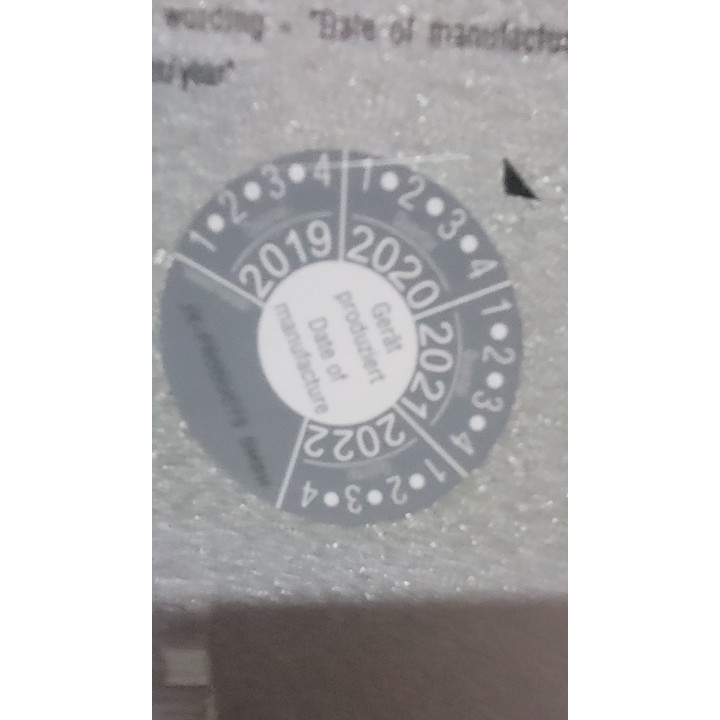 wording - "Date of
/year"
1 • 2 • 3 • 4
2019
1 • 2 • 3 • 4
2020
1 • 2 • 3 • 4
2021
1 • 2 • 3 • 4
2022
Gerät
produziert
Date of
manufacture